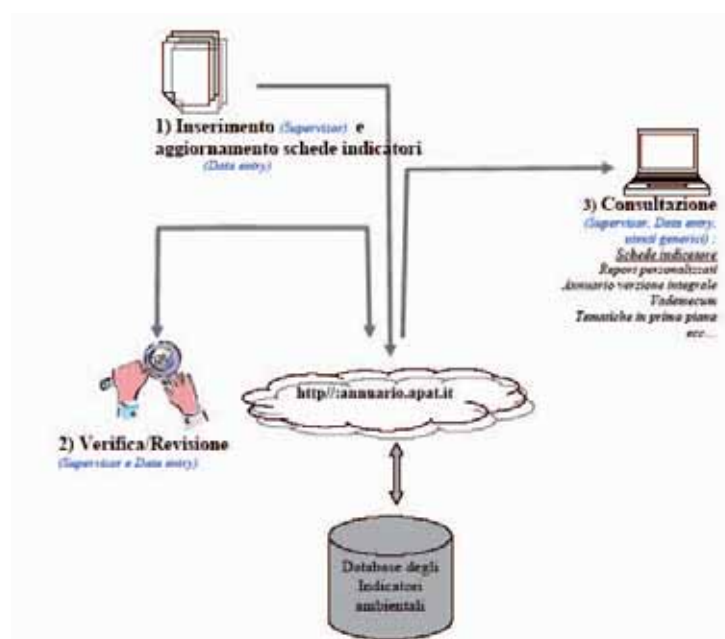 1) Inserimento (Supervisor) e
aggiornamento schede indicatori
(Data entry)
3) Consultazione
(Supervisor, Data entry,
utenti generici) :
Schede indicatore
Report personalizzati
Annuario versione integrale
Vademecum
Tematiche in primo piano
ecc...
http//:annuario.apat.it
2) Verifica/Revisione
(Supervisor e Data entry)
Database degli
Indicatori
ambientali